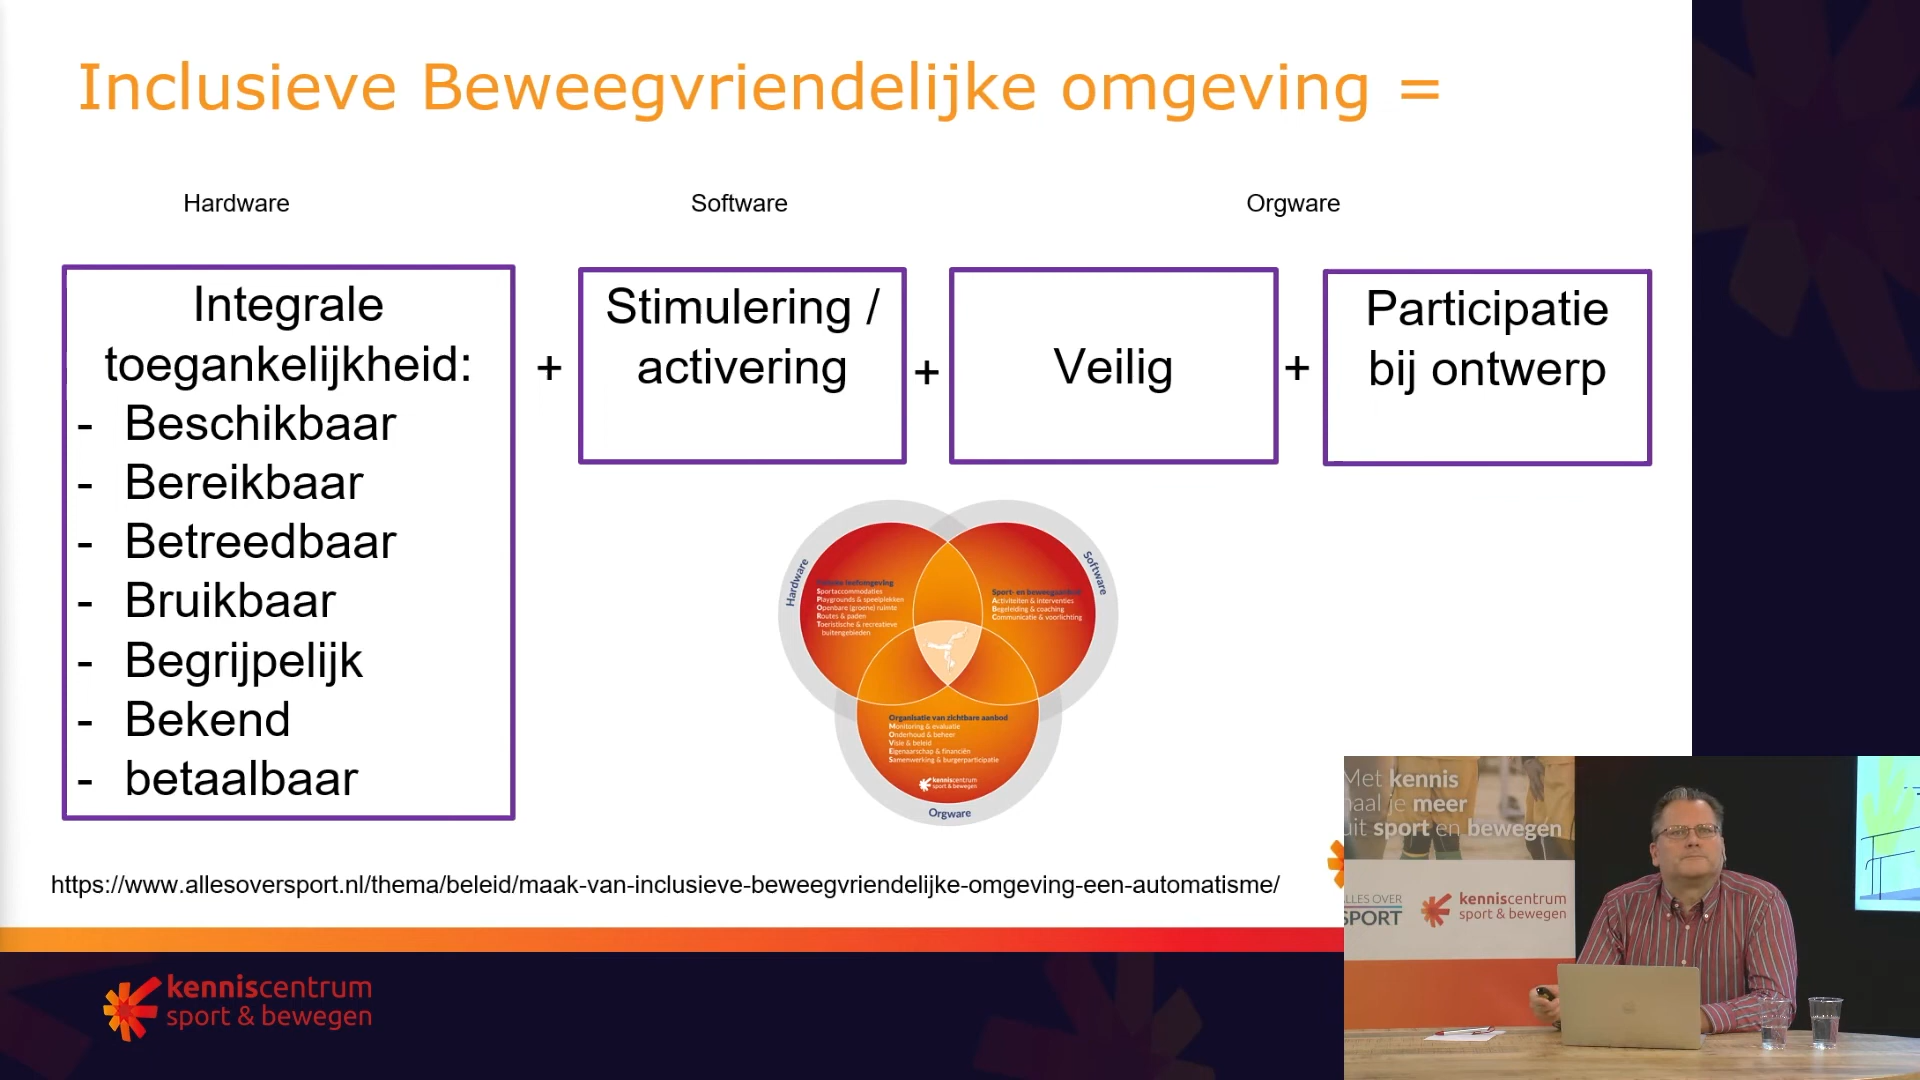 Inclusieve Beweegvriendelijke omgeving =
Hardware
Software
Orgware
Integrale
toegankelijkheid:
- Beschikbaar
- Bereikbaar
- Betreedbaar
- Bruikbaar
- Begrijpelijk
- Bekend
- betaalbaar
+
Stimulering /
activering
+
Veilig
+
Participatie
bij ontwerp
Hardware
leefomgeving
Sportaccommodaties
Playgrounds & speelplekken
Openbare (groene) ruimte
Routes & paden
Toeristische & recreatieve
buitengebieden
Software
Sport- en beweegaanbod
Activiteiten & interventies
Begeleiding & coaching
Communicatie & voorlichting
Organisatie van zichtbare aanbod
Monitoring & evaluatie
Onderhoud & beheer
Visie & beleid
Eigenaarschap & financiën
Samenwerking & burgerparticipatie
kenniscentrum
sport & bewegen
Orgware
https://www.allesoversport.nl/thema/beleid/maak-van-inclusieve-beweegvriendelijke-omgeving-een-automatisme/
kenniscentrum
sport & bewegen
Met kennis
haal je meer
uit sport en bewegen
ALLES OVER
SPORT
kenniscentrum
sport & bewegen